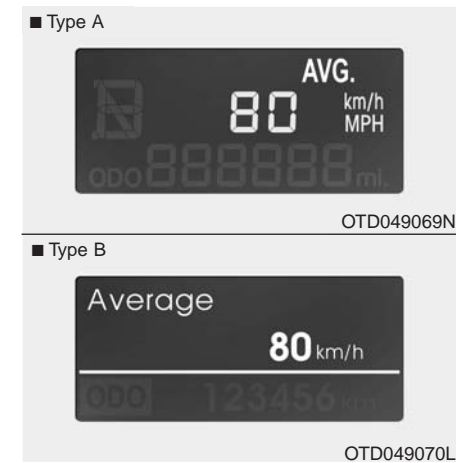 ■ Type A
AVG.
80 km/h
MPH
ODO 888888 mi.
OTD049069N
■ Type B
Average
80 km/h
ODO 123456 km
OTD049070L